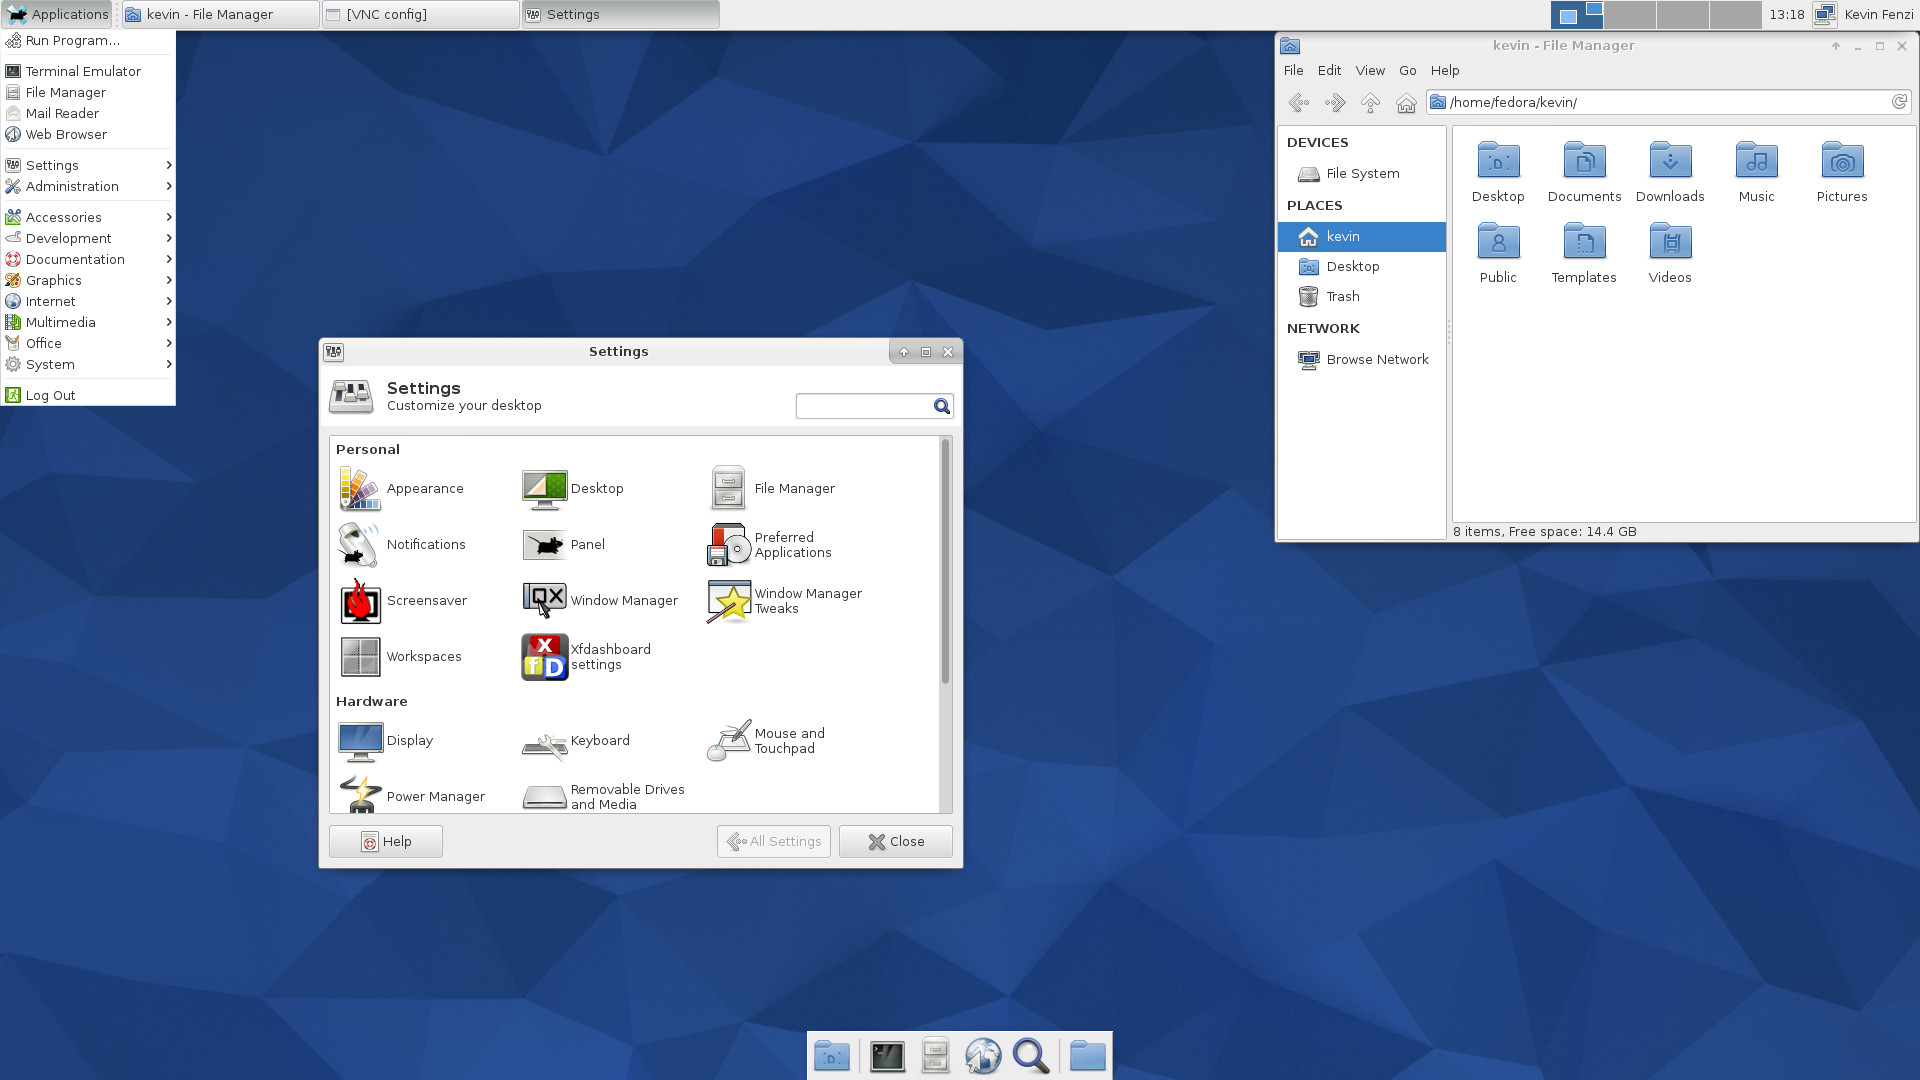 Applications
kevin - File Manager
[VNC config]
Settings
13:18
Kevin Fenzi
Run Program...
Terminal Emulator
File Manager
Mail Reader
Web Browser
Settings
Administration
Accessories
Development
Documentation
Graphics
Internet
Multimedia
Office
System
Log Out
Settings
Settings
Customize your desktop
Personal
Appearance
Desktop
File Manager
Notifications
Panel
Preferred
Applications
Screensaver
Window Manager
Window Manager
Tweaks
Workspaces
Xfdashboard
settings
Hardware
Display
Keyboard
Mouse and
Touchpad
Power Manager
Removable Drives
and Media
Help
All Settings
Close
kevin - File Manager
File Edit View Go Help
/home/fedora/kevin/
DEVICES
File System
PLACES
kevin
Desktop
Trash
NETWORK
Browse Network
Desktop
Documents
Downloads
Music
Pictures
Public
Templates
Videos
8 items, Free space: 14.4 GB